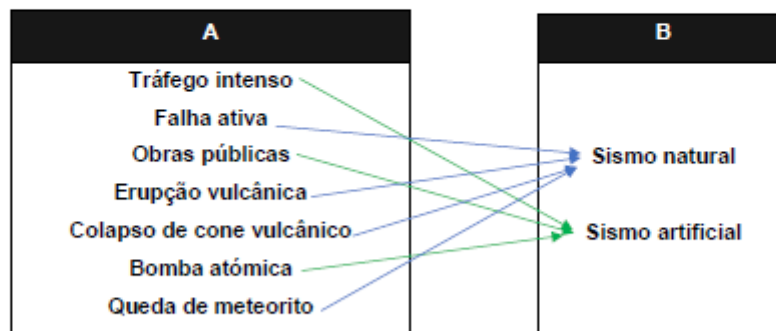 A
Tráfego intenso
Falha ativa
Obras públicas
Erupção vulcânica
Colapso de cone vulcânico
Bomba atómica
Queda de meteorito
B
Sismo natural
Sismo artificial